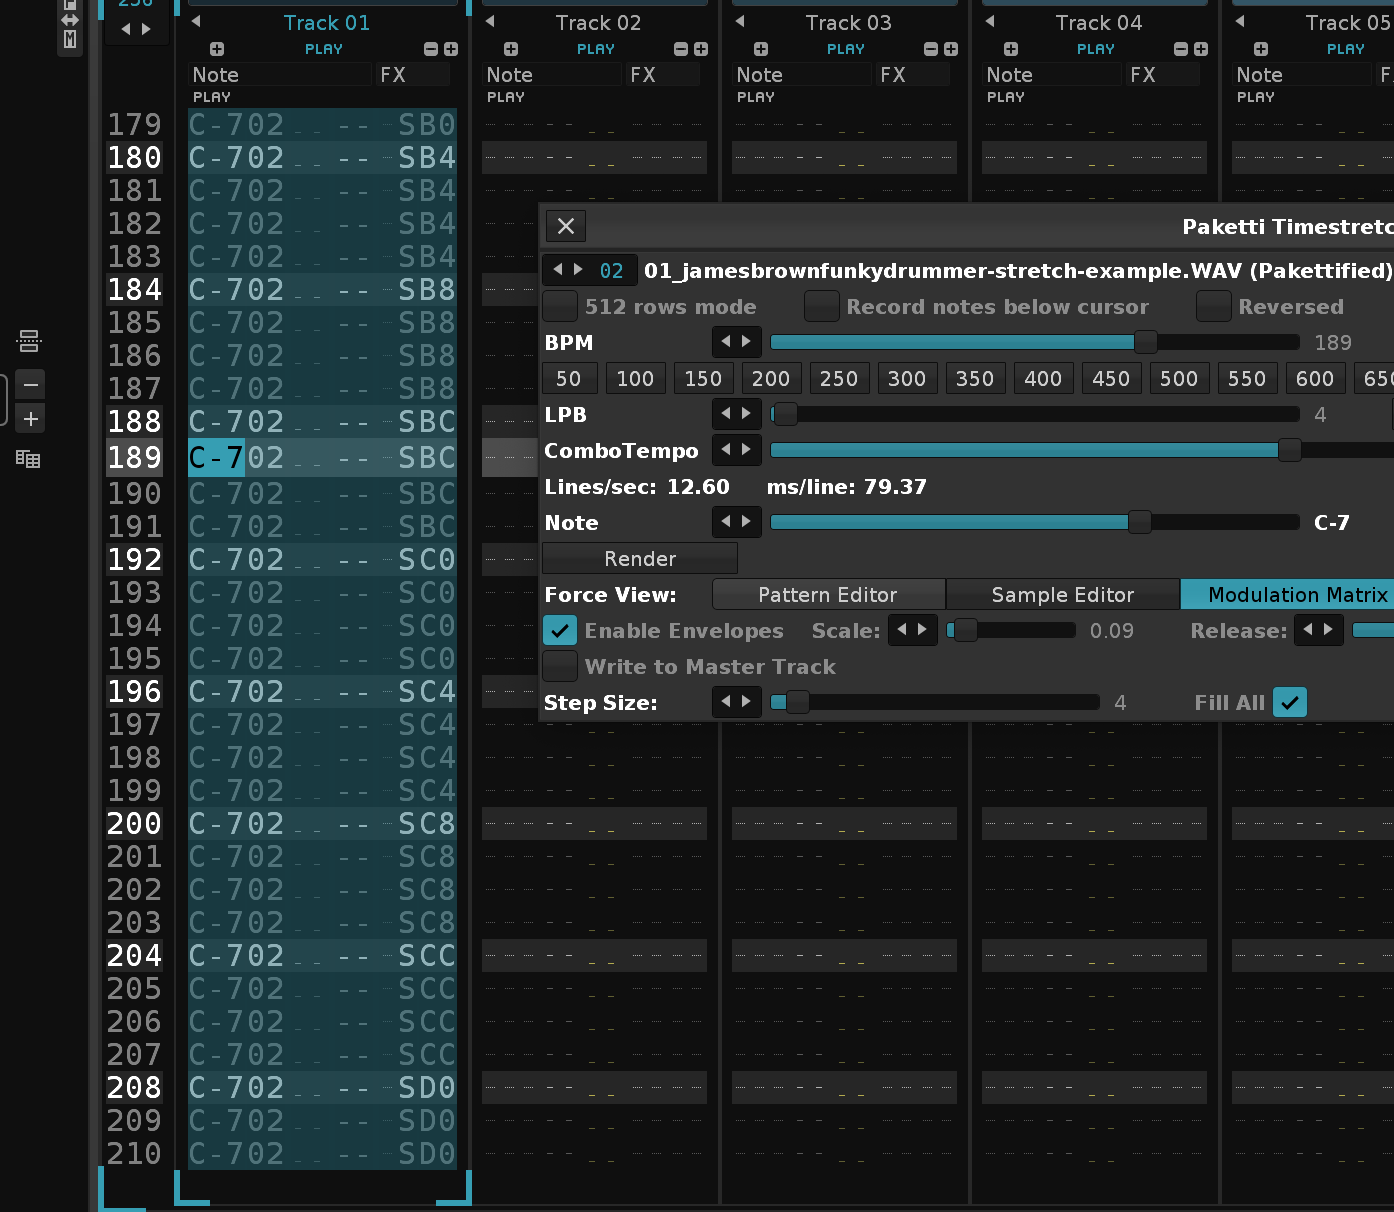 256
Track 01 Track 02 Track 03 Track 04 Track 05
PLAY PLAY PLAY PLAY PLAY
Note FX Note FX Note FX Note FX Note F
PLAY PLAY PLAY PLAY PLAY
M
179 C-702 -- SB0
180 C-702 -- SB4
181 C-702 -- SB4
182 C-702 -- SB4
183 C-702 -- SB4
184 C-702 -- SB8
185 C-702 -- SB8
186 C-702 -- SB8
187 C-702 -- SB8
188 C-702 -- SBC
189 C-702 -- SBC
190 C-702 -- SBC
191 C-702 -- SBC
192 C-702 -- SC0
193 C-702 -- SC0
194 C-702 -- SC0
195 C-702 -- SC0
196 C-702 -- SC4
197 C-702 -- SC4
198 C-702 -- SC4
199 C-702 -- SC4
200 C-702 -- SC8
201 C-702 -- SC8
202 C-702 -- SC8
203 C-702 -- SC8
204 C-702 -- SCC
205 C-702 -- SCC
206 C-702 -- SCC
207 C-702 -- SCC
208 C-702 -- SD0
209 C-702 -- SD0
210 C-702 -- SD0
Paketti Timestretc
02 01_jamesbrownfunkydrummer-stretch-example.WAV (Pakettified)
512 rows mode Record notes below cursor Reversed
BPM 189
50 100 150 200 250 300 350 400 450 500 550 600 650
LPB 4
ComboTempo
Lines/sec: 12.60 ms/line: 79.37
Note C-7
Render
Force View: Pattern Editor Sample Editor Modulation Matrix
Enable Envelopes Scale: 0.09 Release:
Write to Master Track
Step Size: 4 Fill All